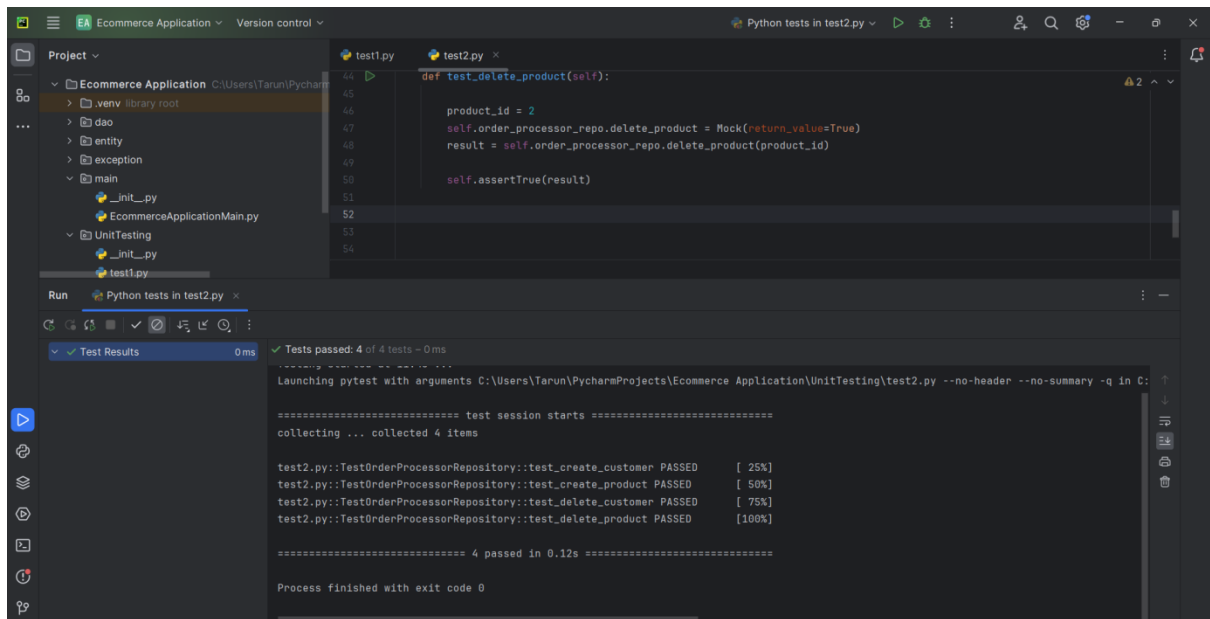 EA Ecommerce Application Version control Python tests in test2.py
Project
test1.py test2.py
Ecommerce Application C:\Users\Tarun\Pycharm
.venv library root
dao
entity
exception
main
__init__.py
EcommerceApplicationMain.py
UnitTesting
__init__.py
test1.py
44 def test_delete_product(self):
2
45
46 product_id = 2
47 self.order_processor_repo.delete_product = Mock(return_value=True)
48 result = self.order_processor_repo.delete_product(product_id)
49
50 self.assertTrue(result)
51
52
53
54
Run Python tests in test2.py
Test Results 0 ms
Tests passed: 4 of 4 tests – 0 ms
Launching pytest with arguments C:\Users\Tarun\PycharmProjects\Ecommerce Application\UnitTesting\test2.py --no-header --no-summary -q in C:
============================= test session starts =============================
collecting ... collected 4 items
test2.py::TestOrderProcessorRepository::test_create_customer PASSED [ 25%]
test2.py::TestOrderProcessorRepository::test_create_product PASSED [ 50%]
test2.py::TestOrderProcessorRepository::test_delete_customer PASSED [ 75%]
test2.py::TestOrderProcessorRepository::test_delete_product PASSED [100%]
============================== 4 passed in 0.12s ==============================
Process finished with exit code 0